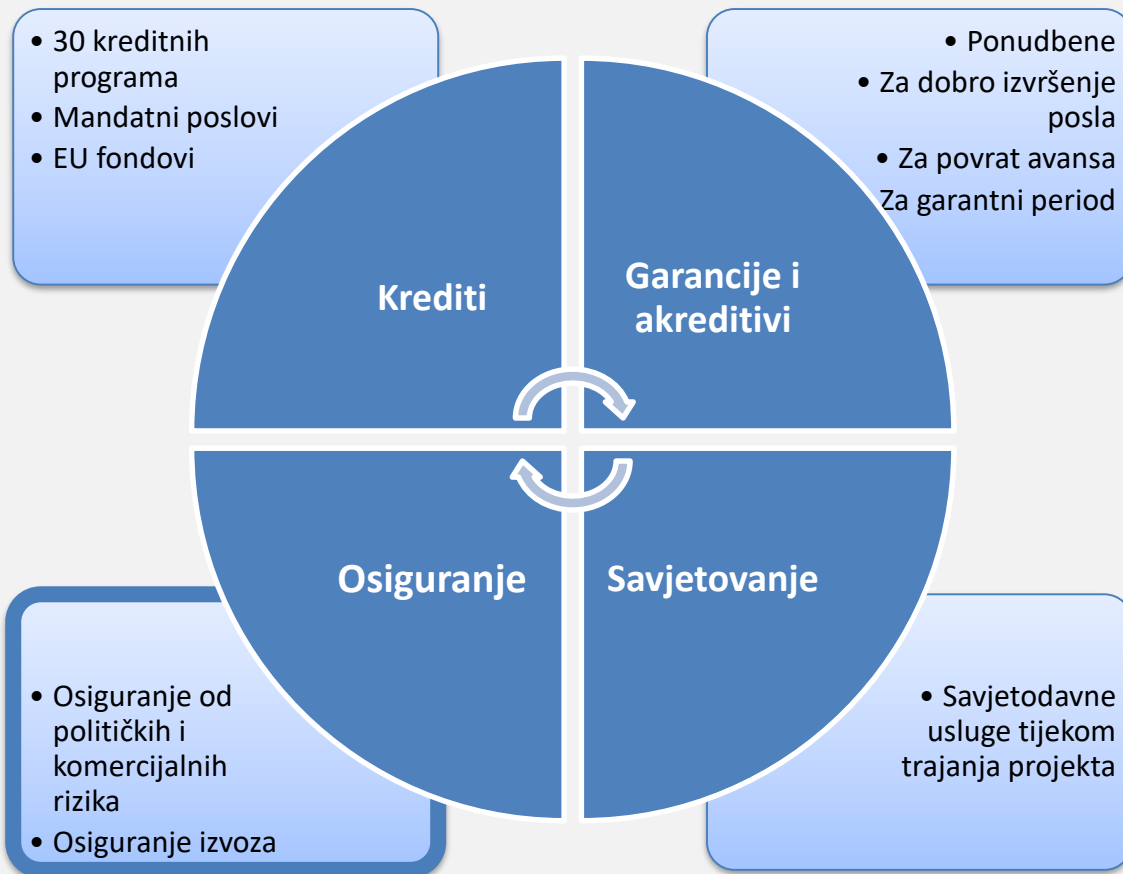 • 30 kreditnih
programa
• Mandatni poslovi
• EU fondovi
• Ponudbene
• Za dobro izvršenje
posla
• Za povrat avansa
Za garantni period
Krediti
Garancije i
akreditivi
Osiguranje
Savjetovanje
• Osiguranje od
političkih i
komercijalnih
rizika
• Osiguranje izvoza
• Savjetodavne
usluge tijekom
trajanja projekta